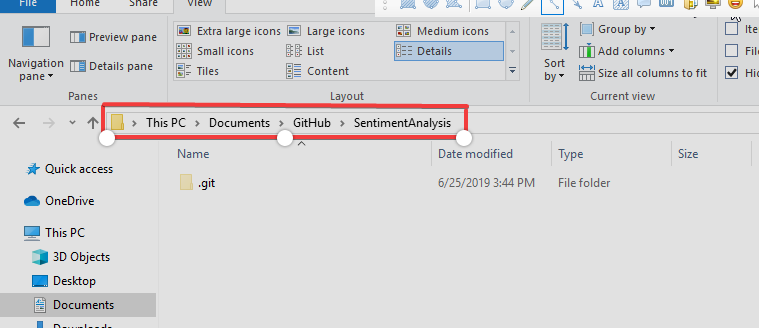 File Home Share View
Navigation pane
Preview pane
Details pane
Panes
Extra large icons Large icons Medium icons
Small icons List Details
Tiles Content
Layout
Sort by
Group by
Add columns
Size all columns to fit
Current view
This PC > Documents > GitHub > SentimentAnalysis
Name Date modified Type Size
.git 6/25/2019 3:44 PM File folder
Quick access
OneDrive
This PC
3D Objects
Desktop
Documents